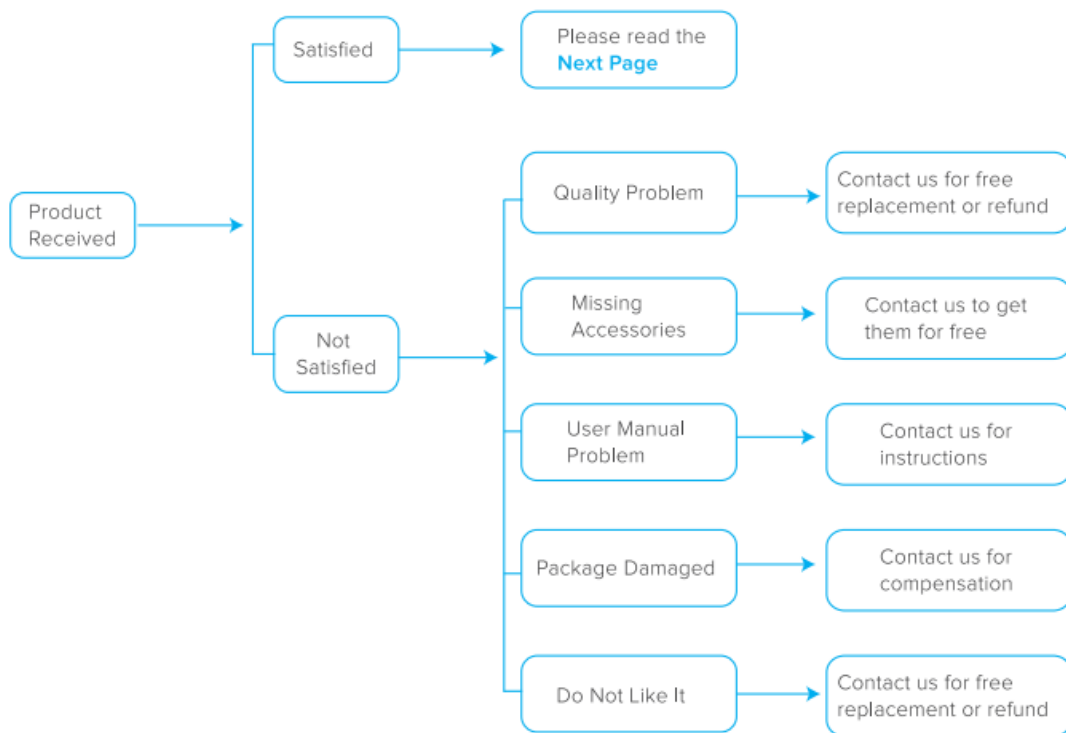 Satisfied
Please read the
Next Page
Product
Received
Not
Satisfied
Quality Problem
Contact us for free
replacement or refund
Missing
Accessories
Contact us to get
them for free
User Manual
Problem
Contact us for
instructions
Package Damaged
Contact us for
compensation
Do Not Like It
Contact us for free
replacement or refund